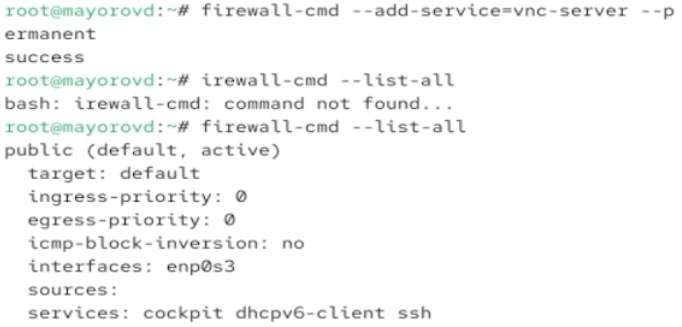 root@mayorovd:~# firewall-cmd --add-service=vnc-server --p
ermanent
success
root@mayorovd:~# irewall-cmd --list-all
bash: irewall-cmd: command not found...
root@mayorovd:~# firewall-cmd --list-all
public (default, active)
  target: default
  ingress-priority: 0
  egress-priority: 0
  icmp-block-inversion: no
  interfaces: enp0s3
  sources:
  services: cockpit dhcpv6-client ssh